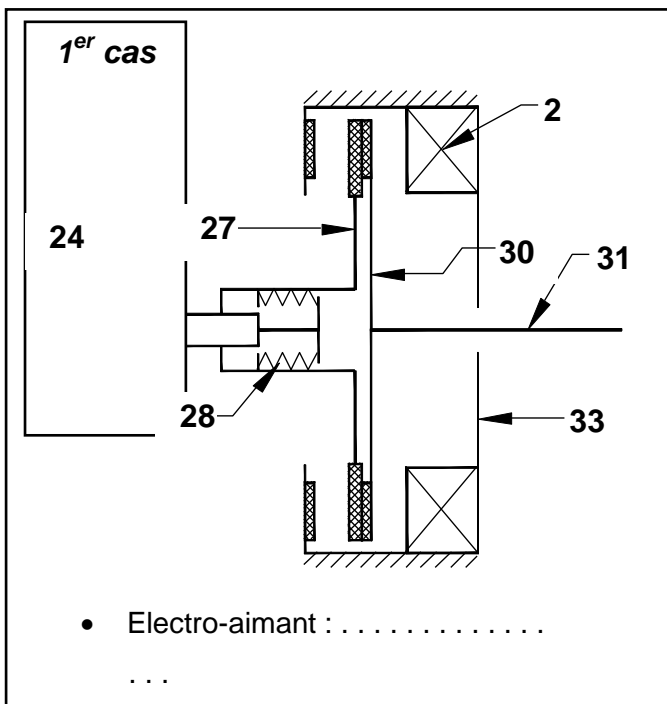 1er cas
2
24
27
30
31
28
33
• Electro-aimant : . . . . . . . . . . . . .
. . .